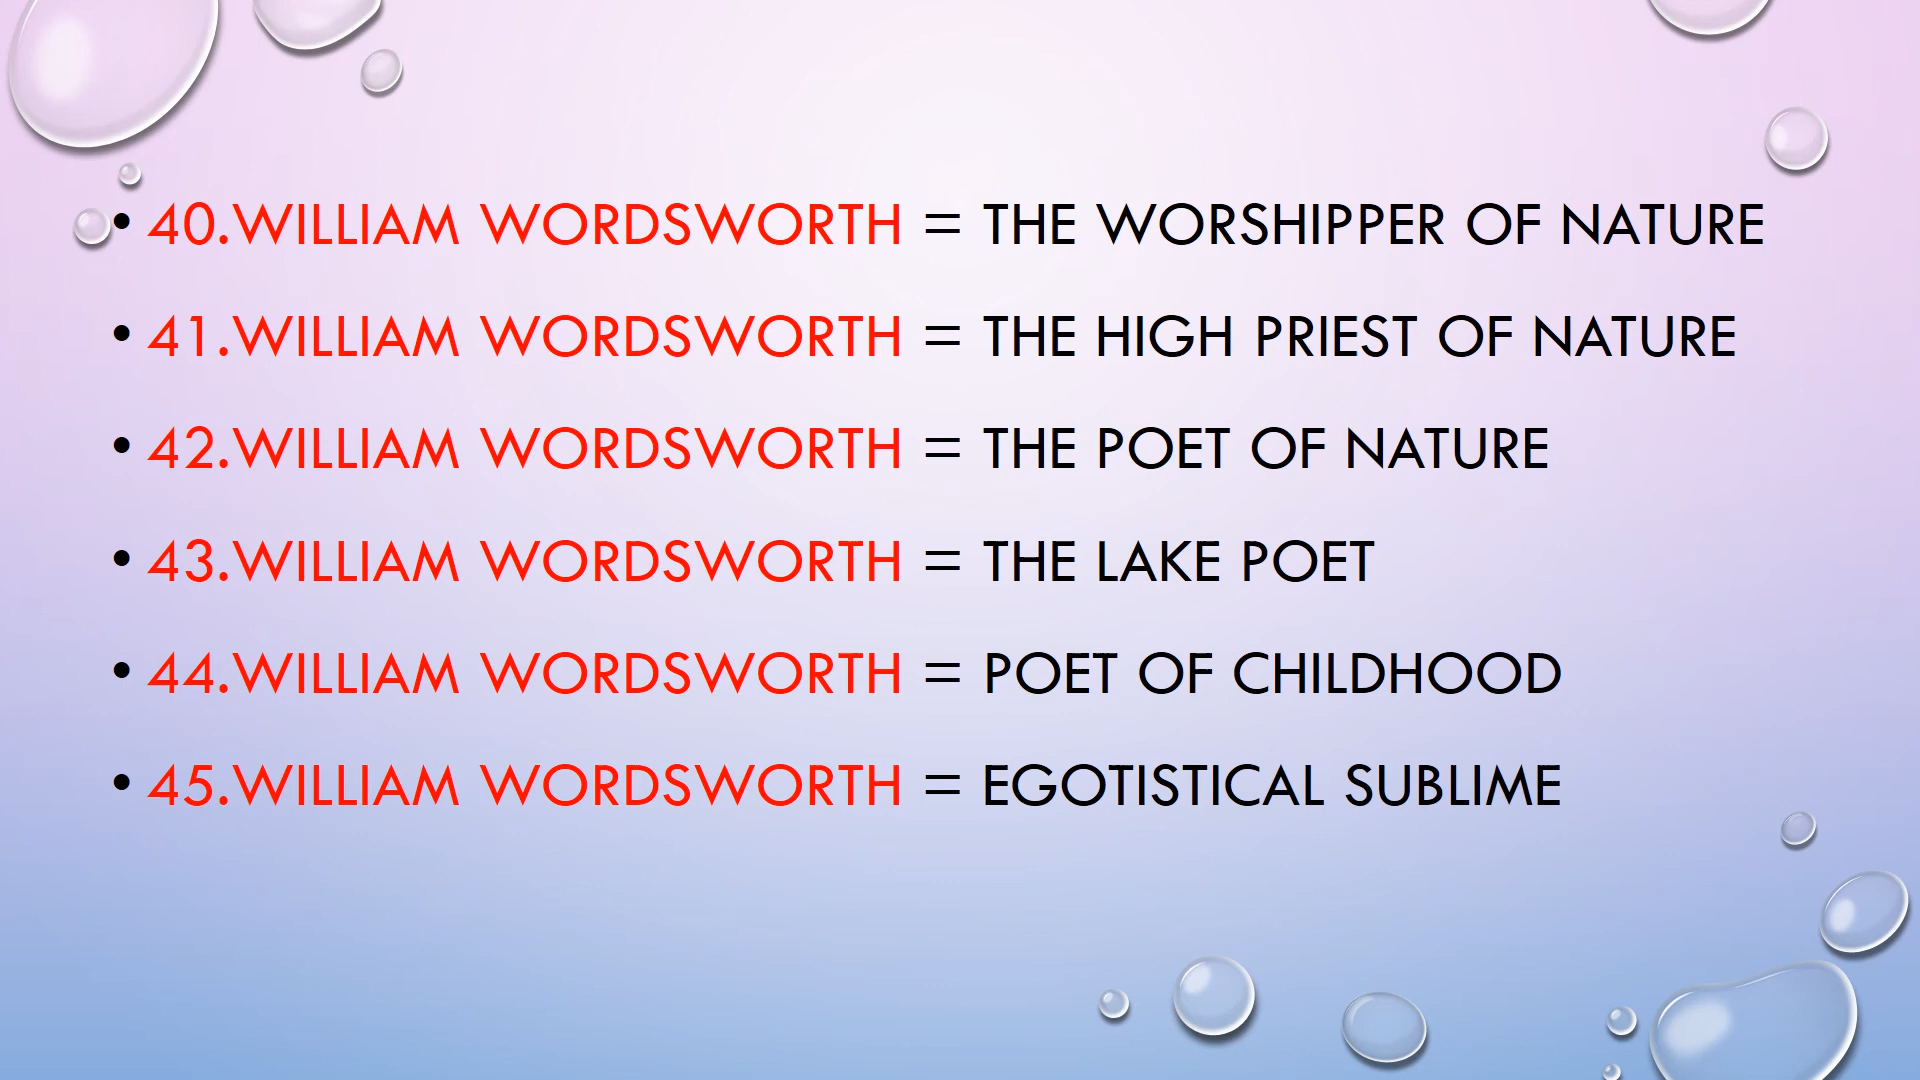 • 40.WILLIAM WORDSWORTH = THE WORSHIPPER OF NATURE
• 41.WILLIAM WORDSWORTH = THE HIGH PRIEST OF NATURE
• 42.WILLIAM WORDSWORTH = THE POET OF NATURE
• 43.WILLIAM WORDSWORTH = THE LAKE POET
• 44.WILLIAM WORDSWORTH = POET OF CHILDHOOD
• 45.WILLIAM WORDSWORTH = EGOTISTICAL SUBLIME